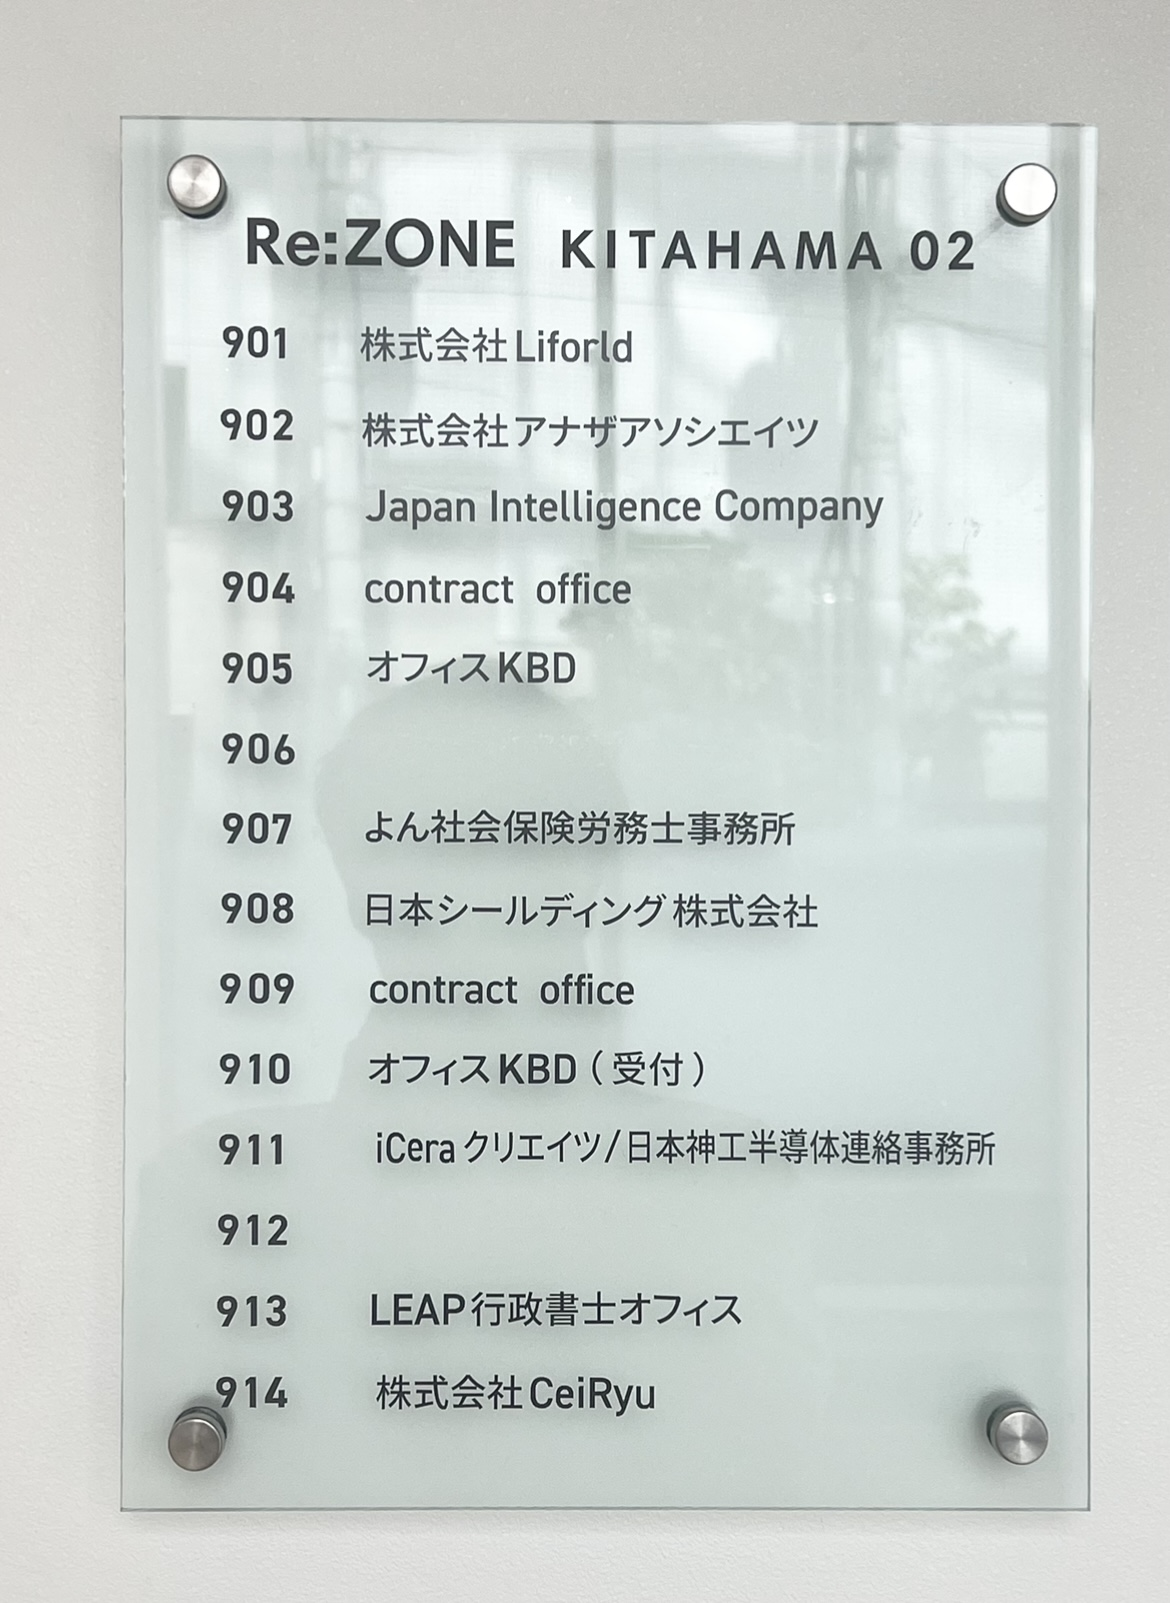 Re:ZONE KITAHAMA 02
901 株式会社Liforld
902 株式会社アナザアソシエイツ
903 Japan Intelligence Company
904 contract office
905 オフィスKBD
906
907 よん社会保険労務士事務所
908 日本シールディング株式会社
909 contract office
910 オフィスKBD(受付)
911 iCeraクリエイツ/日本神工半導体連絡事務所
912
913 LEAP行政書士オフィス
914 株式会社CeiRyu